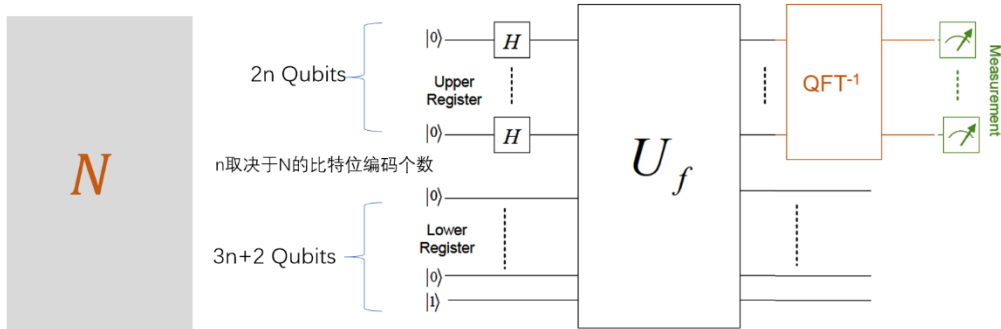 N
2n Qubits
n取决于N的比特位编码个数
3n+2 Qubits
|0⟩
H
Upper
Register
|0⟩
H
|0⟩
Lower
Register
|0⟩
|1⟩
U_f
QFT⁻¹
Measurement